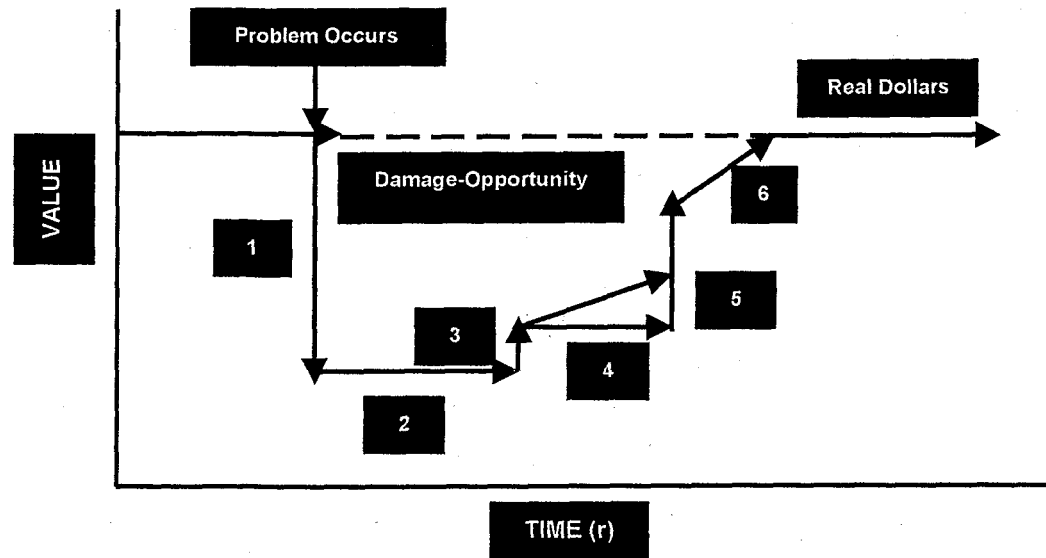 Problem Occurs
Real Dollars
VALUE
Damage-Opportunity
6
1
5
3
4
2
TIME (r)